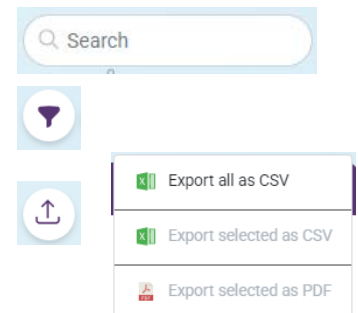 Search
Export all as CSV
Export selected as CSV
Export selected as PDF